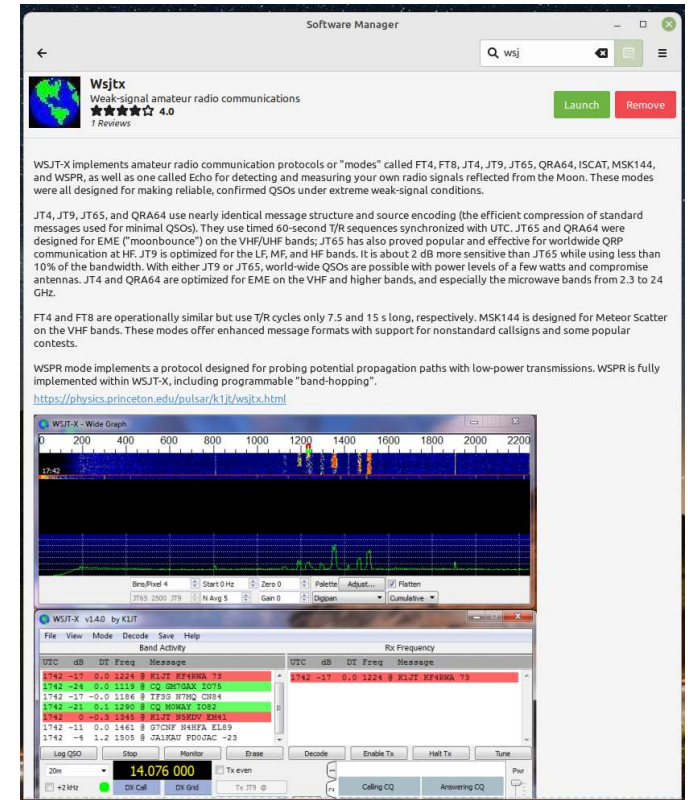 Software Manager
wsj
Wsjtx
Weak-signal amateur radio communications
4.0
1 Reviews
Launch
Remove
WSJT-X implements amateur radio communication protocols or "modes" called FT4, FT8, JT4, JT9, JT65, QRA64, ISCAT, MSK144,
and WSPR, as well as one called Echo for detecting and measuring your own radio signals reflected from the Moon. These modes
were all designed for making reliable, confirmed QSOs under extreme weak-signal conditions.
JT4, JT9, JT65, and QRA64 use nearly identical message structure and source encoding (the efficient compression of standard
messages used for minimal QSOs). They use timed 60-second T/R sequences synchronized with UTC. JT65 and QRA64 were
designed for EME ("moonbounce") on the VHF/UHF bands; JT65 has also proved popular and effective for worldwide QRP
communication at HF. JT9 is optimized for the LF, MF, and HF bands. It is about 2 dB more sensitive than JT65 while using less than
10% of the bandwidth. With either JT9 or JT65, world-wide QSOs are possible with power levels of a few watts and compromise
antennas. JT4 and QRA64 are optimized for EME on the VHF and higher bands, and especially the microwave bands from 2.3 to 24
GHz.
FT4 and FT8 are operationally similar but use T/R cycles only 7.5 and 15 s long, respectively. MSK144 is designed for Meteor Scatter
on the VHF bands. These modes offer enhanced message formats with support for nonstandard callsigns and some popular
contests.
WSPR mode implements a protocol designed for probing potential propagation paths with low-power transmissions. WSPR is fully
implemented within WSJT-X, including programmable "band-hopping".
https://physics.princeton.edu/pulsar/k1jt/wsjtx.html
WSJT-X - Wide Graph
0 200 400 600 800 1000 1200 1400 1600 1800 2000 2200
17:42
Bins/Pixel 4 Start 0 Hz Zero 0 Palette Adjust... Flatten
JT65 2500 JT9 N Avg 5 Gain 0 Digipan Cumulative
WSJT-X v1.4.0 by K1JT
File View Mode Decode Save Help
Band Activity Rx Frequency
UTC dB DT Freq Message UTC dB DT Freq Message
1742 -17 0.0 1224 @ K1JT KF4RWA 73 1742 -17 0.0 1224 @ K1JT KF4RWA 73
1742 -24 0.0 1119 @ CQ GM7GAX IO75
1742 -17 -0.0 1186 @ TF3G N7MQ CN84
1742 -21 0.1 1290 @ CQ M0WAY IO82
1742 0 -0.3 1345 @ K1JT N5KDV EM41
1742 -11 0.0 1461 @ G7CNF N4HFA EL89
1742 -4 1.2 1505 @ JA1KAU PD0JAC -23
Log QSO Stop Monitor Erase Decode Enable Tx Halt Tx Tune
20m 14.076 000 Tx even Pwr
+2 kHz DX Call DX Grid Tx JT9 @ 1 2 Calling CQ Answering CQ